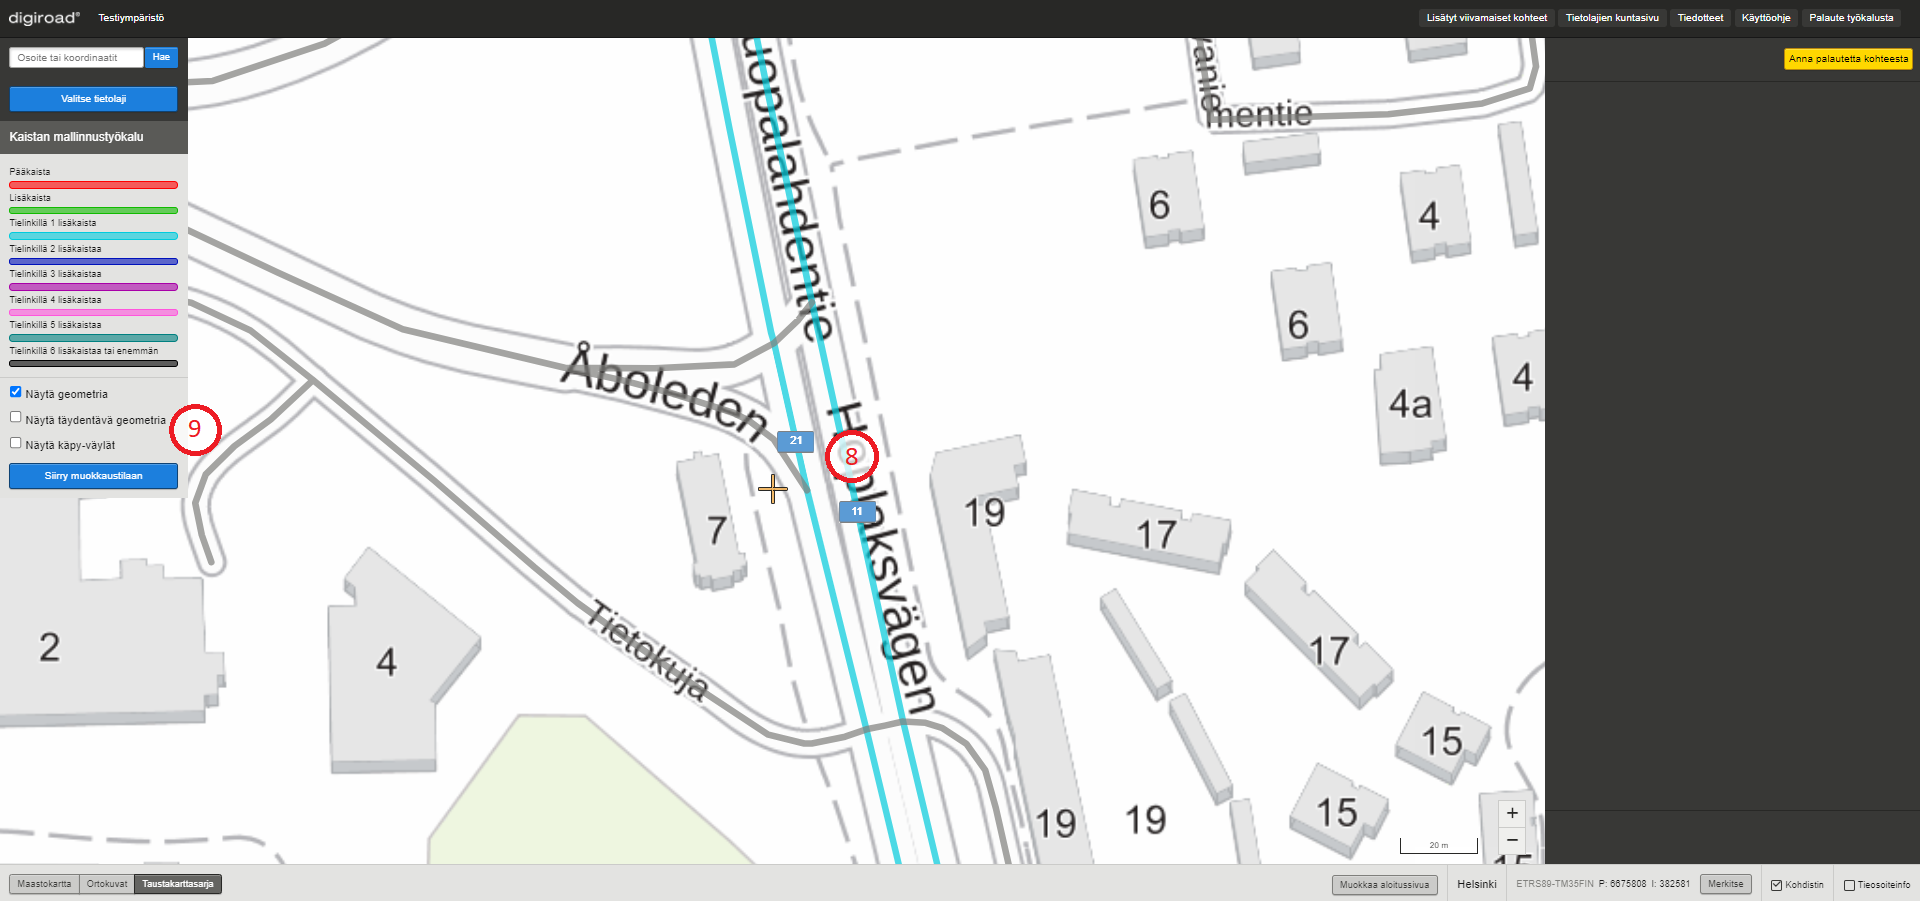 digiroad® Testiympäristö
Lisätyt viivamaiset kohteet Tietolajien kuntasivu Tiedotteet Käyttöohje Palaute työkalusta
Osoite tai koordinaatit Hae
Anna palautetta kohteesta
Valitse tietolaji
Kaistan mallinnustyökalu
Pääkaista
Lisäkaista
Tielinkillä 1 lisäkaista
Tielinkillä 2 lisäkaistaa
Tielinkillä 3 lisäkaistaa
Tielinkillä 4 lisäkaistaa
Tielinkillä 5 lisäkaistaa
Tielinkillä 6 lisäkaistaa tai enemmän
Näytä geometria
Näytä täydentävä geometria
Näytä käpy-väylät
Siirry muokkaustilaan
9
uopalahdentie
vanie
mentie
6
4
6
4
4a
Åboleden
21
8
11
laksvägen
7
19
17
17
Tietokuja
2
4
15
15
19
19
15
+
−
20 m
Maastokartta Ortokuvat Taustakarttasarja
Muokkaa aloitussivua Helsinki ETRS89-TM35FIN P: 6675808 I: 382581 Merkitse Kohdistin Tieosoiteinfo